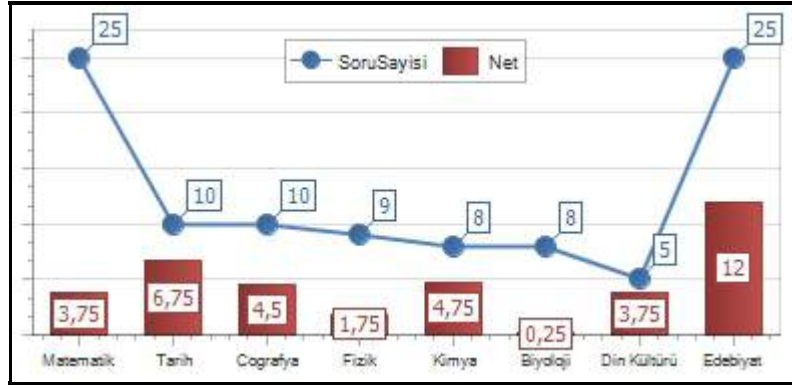 25
25
SoruSayisi
Net
10
10
9
8
8
5
3,75
6,75
4,5
1,75
4,75
0,25
3,75
12
Matematik
Tarih
Cografya
Fizik
Kimya
Biyoloji
Din Kültürü
Edebiyat